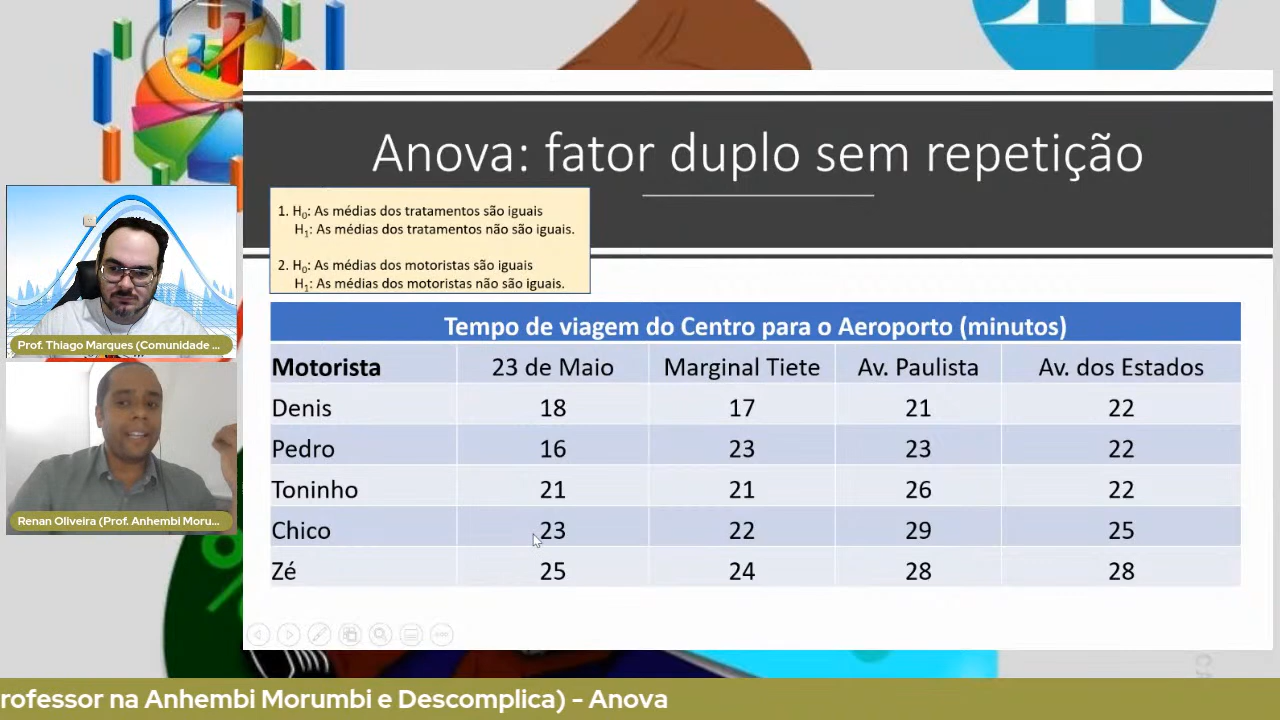 Anova: fator duplo sem repetição
1. H₀: As médias dos tratamentos são iguais
H₁: As médias dos tratamentos não são iguais.
2. H₀: As médias dos motoristas são iguais
H₁: As médias dos motoristas não são iguais.
Tempo de viagem do Centro para o Aeroporto (minutos)
Motorista 23 de Maio Marginal Tiete Av. Paulista Av. dos Estados
Denis 18 17 21 22
Pedro 16 23 23 22
Toninho 21 21 26 22
Chico 23 22 29 25
Zé 25 24 28 28
Prof. Thiago Marques (Comunidade ...
Renan Oliveira (Prof. Anhembi Moru...
rofessor na Anhembi Morumbi e Descomplica) - Anova